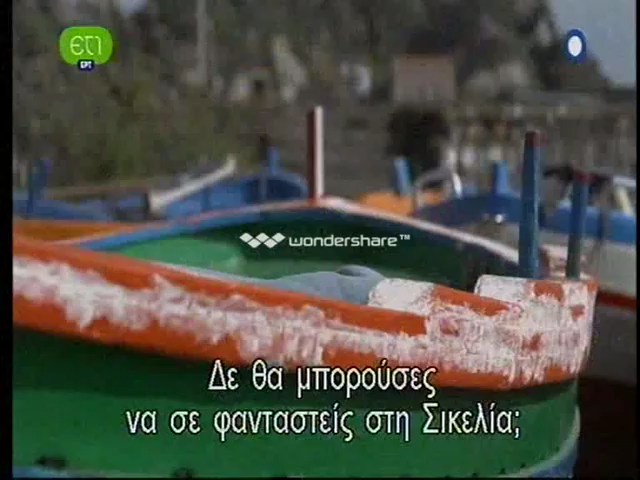 ετ1
ΕΡΤ
wondershare™
Δε θα μπορούσες
να σε φανταστείς στη Σικελία;